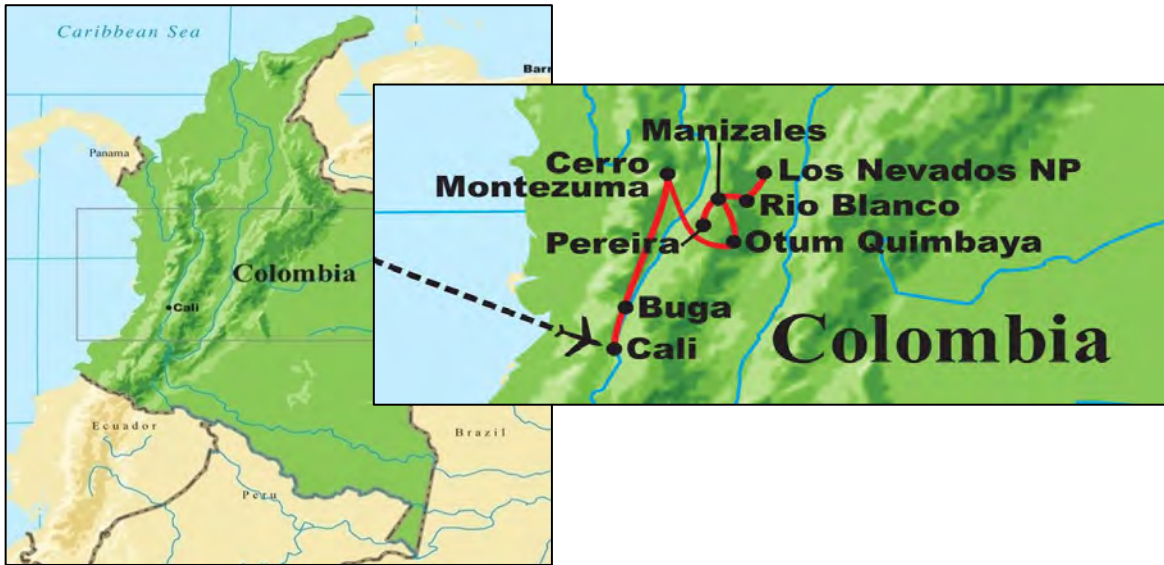 Caribbean Sea
Barr
Panama
Colombia
Cali
Ecuador
Brazil
Peru
Manizales
Cerro
Montezuma
Los Nevados NP
Rio Blanco
Pereira
Otum Quimbaya
Buga
Cali
Colombia